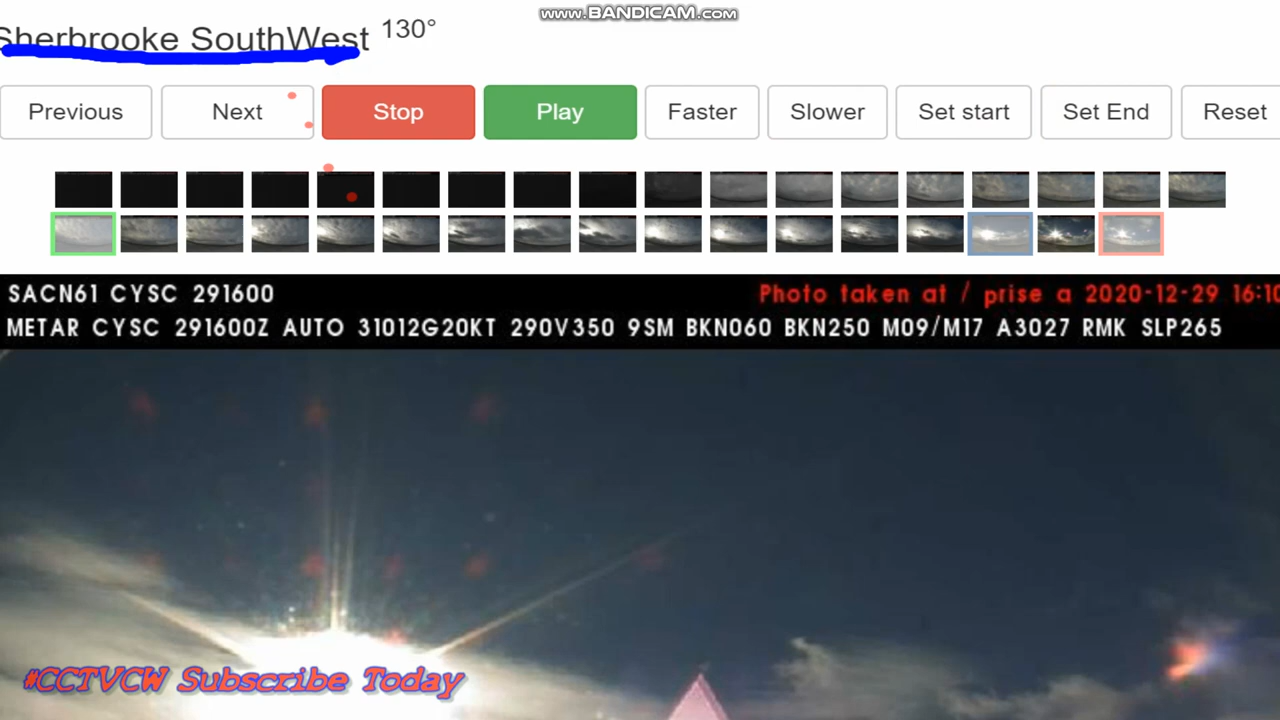 www.BANDICAM.com
Sherbrooke SouthWest 130°
Previous Next Stop Play Faster Slower Set start Set End Reset
SACN61 CYSC 291600 Photo taken at / prise a 2020-12-29 16:10
METAR CYSC 291600Z AUTO 31012G20KT 290V350 9SM BKN060 BKN250 M09/M17 A3027 RMK SLP265
#CCTVCW Subscribe Today